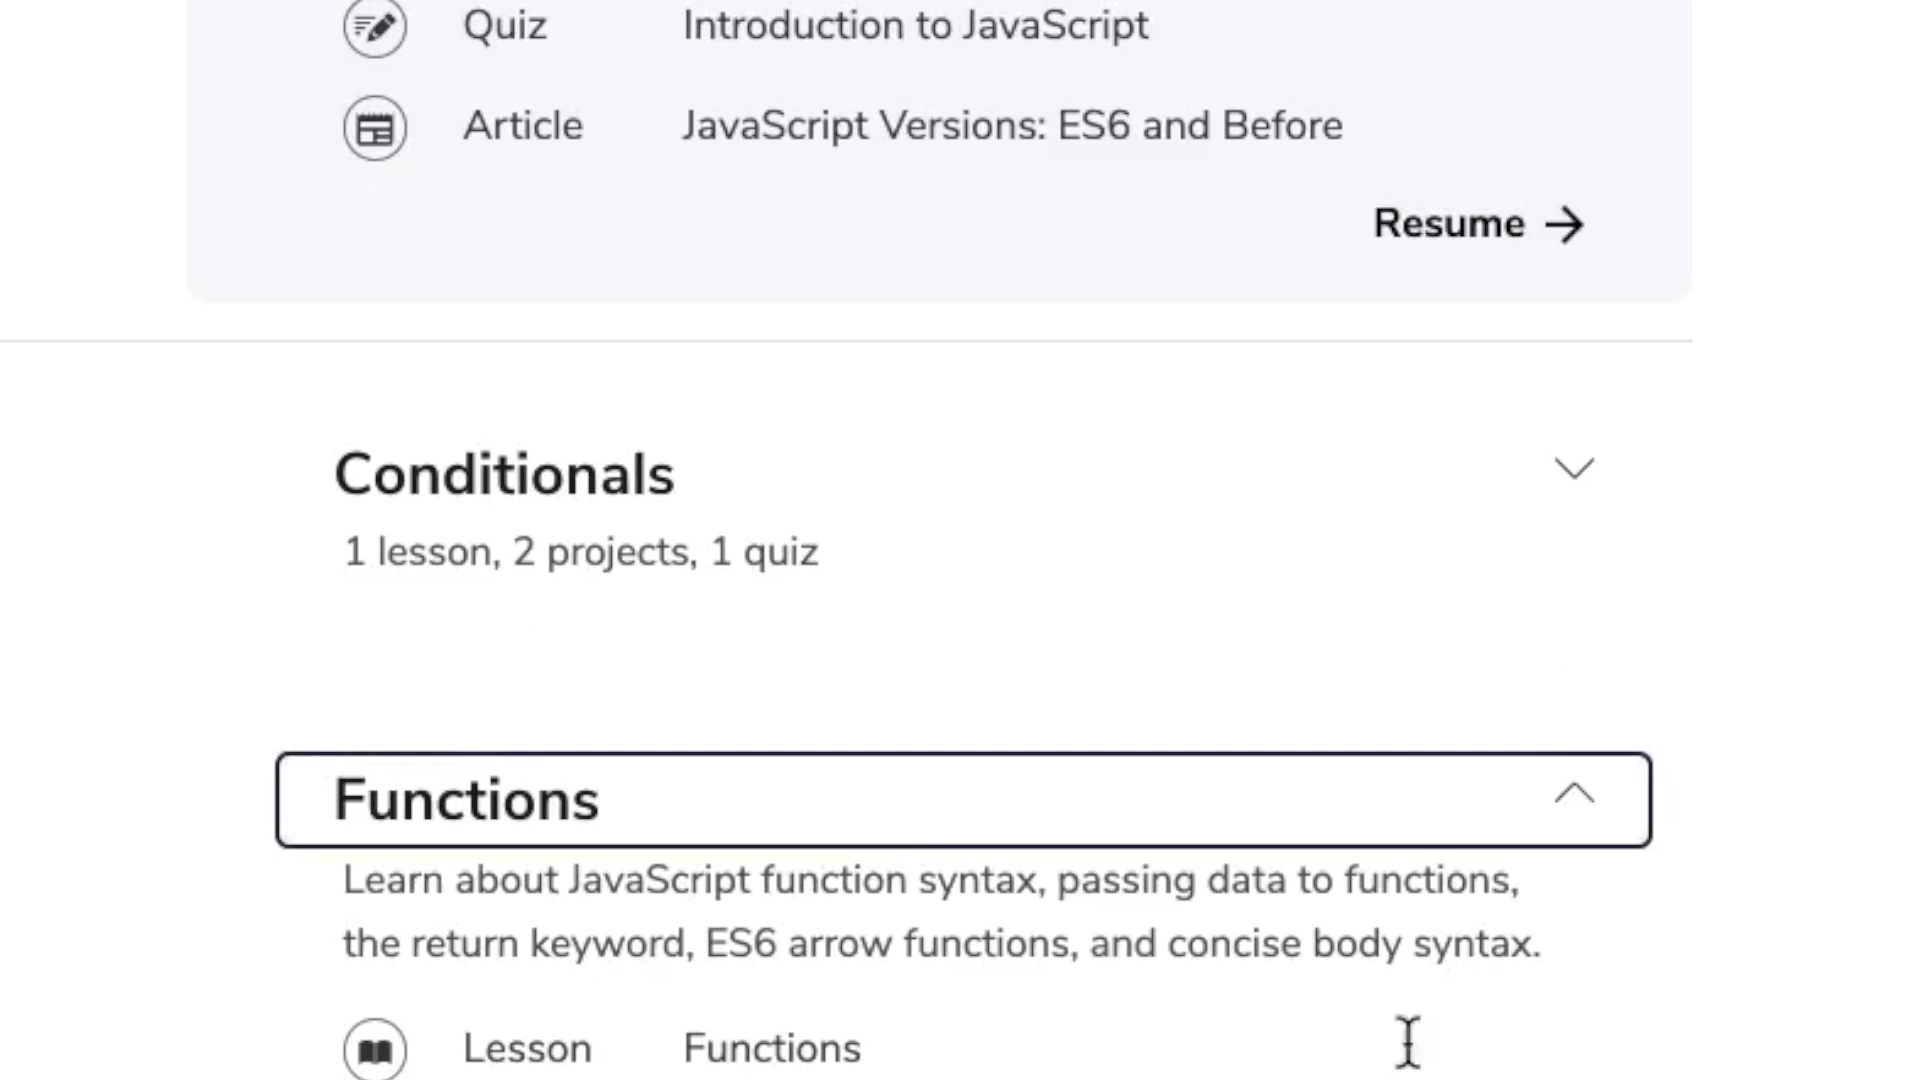 Quiz Introduction to JavaScript
Article JavaScript Versions: ES6 and Before
Resume →
Conditionals
1 lesson, 2 projects, 1 quiz
Functions
Learn about JavaScript function syntax, passing data to functions,
the return keyword, ES6 arrow functions, and concise body syntax.
Lesson Functions